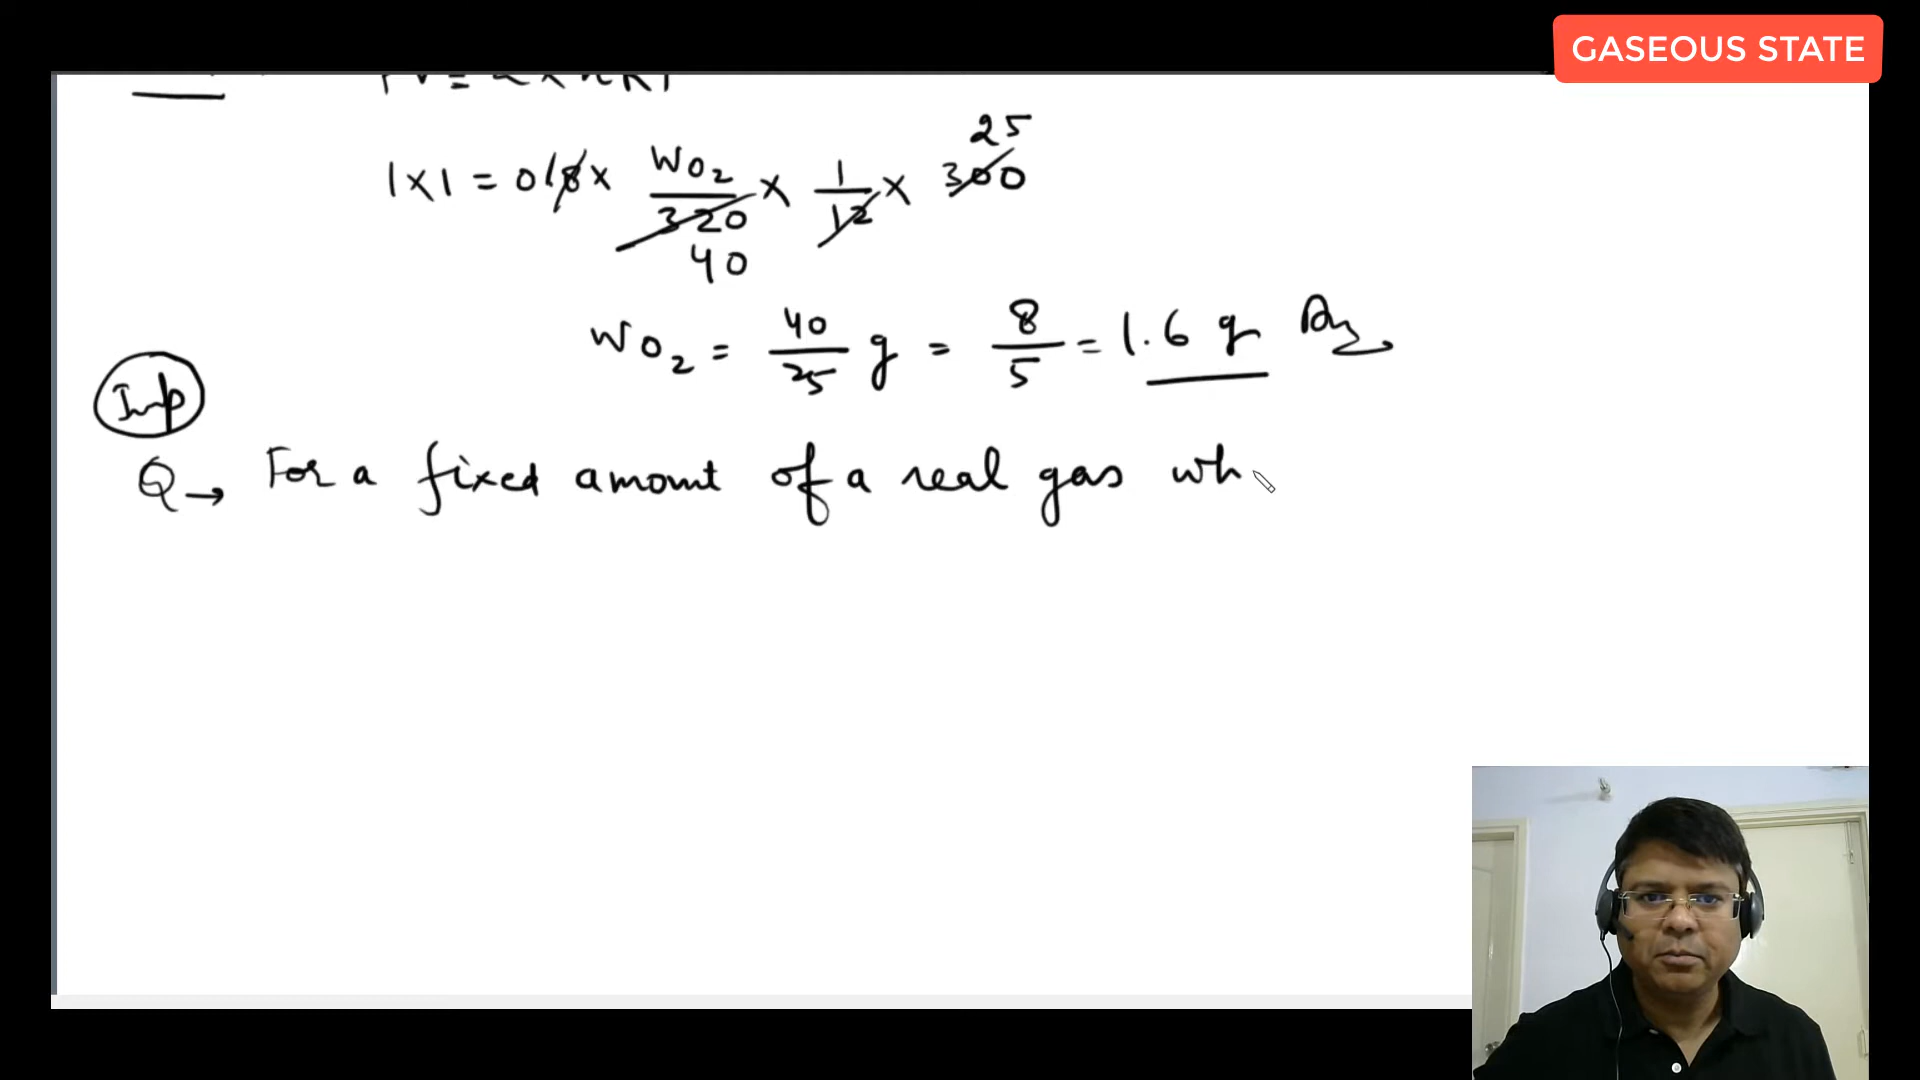 GASEOUS STATE
25
1 × 1 = 0.8 × WO2 / 320 × 1 / 12 × 300
40
WO2 = 40 / 25 g = 8 / 5 = 1.6 g Ans
Imp
Q → For a fixed amount of a real gas wh